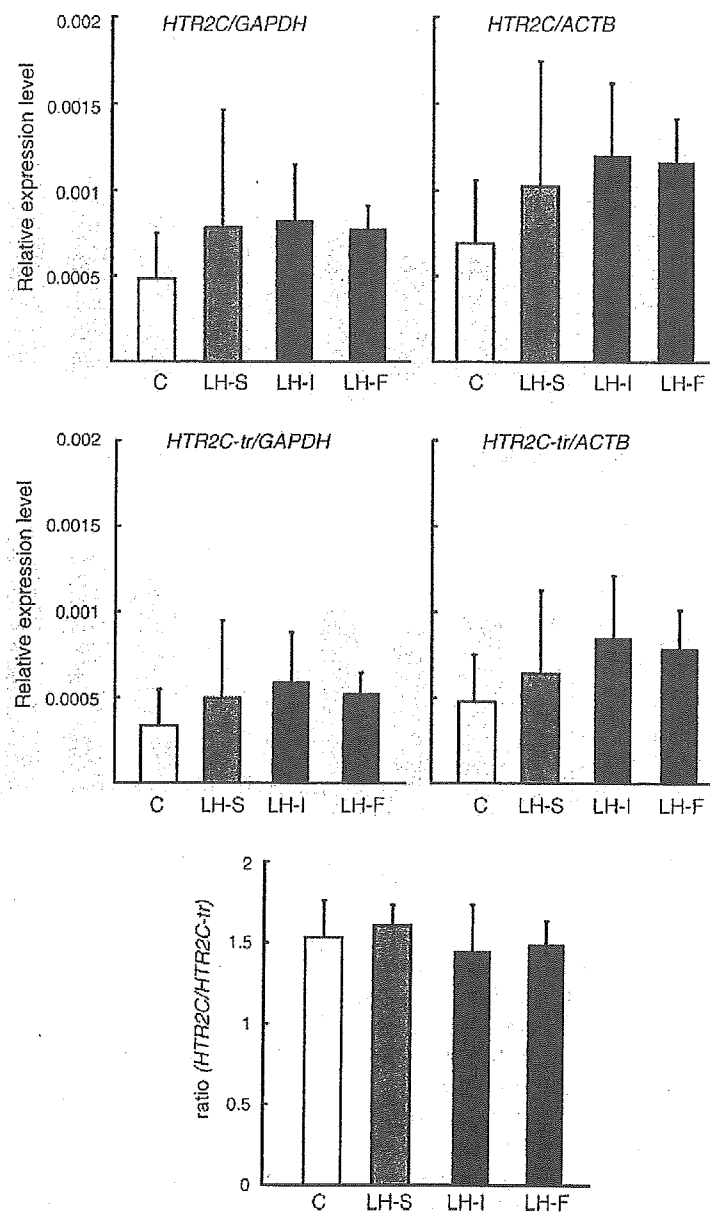 HTR2C/GAPDH
HTR2C/ACTB
Relative expression level
0.002
0.0015
0.001
0.0005
C LH-S LH-I LH-F
C LH-S LH-I LH-F
HTR2C-tr/GAPDH
HTR2C-tr/ACTB
Relative expression level
0.002
0.0015
0.001
0.0005
C LH-S LH-I LH-F
C LH-S LH-I LH-F
ratio (HTR2C/HTR2C-tr)
2
1.5
1
0.5
0
C LH-S LH-I LH-F